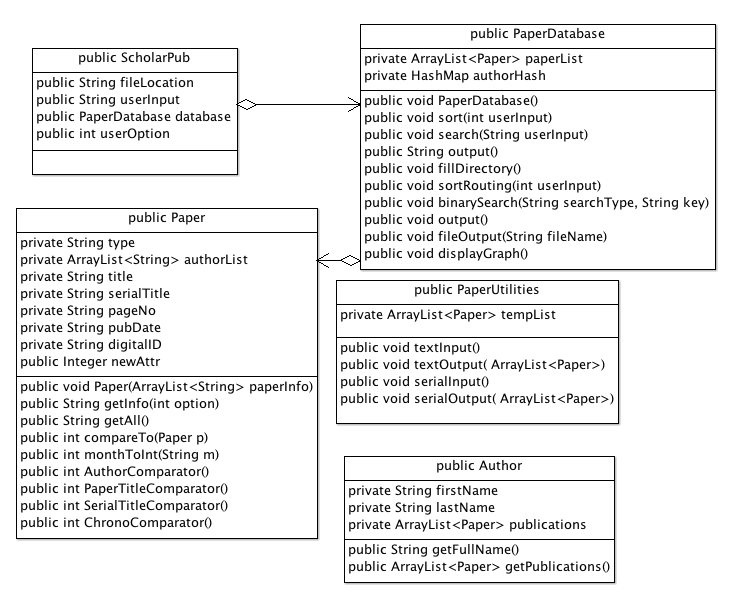 public ScholarPub
public String fileLocation
public String userInput
public PaperDatabase database
public int userOption
public PaperDatabase
private ArrayList<Paper> paperList
private HashMap authorHash
public void PaperDatabase()
public void sort(int userInput)
public void search(String userInput)
public String output()
public void fillDirectory()
public void sortRouting(int userInput)
public void binarySearch(String searchType, String key)
public void output()
public void fileOutput(String fileName)
public void displayGraph()
public Paper
private String type
private ArrayList<String> authorList
private String title
private String serialTitle
private String pageNo
private String pubDate
private String digitalID
public Integer newAttr
public void Paper(ArrayList<String> paperInfo)
public String getInfo(int option)
public String getAll()
public int compareTo(Paper p)
public int monthToInt(String m)
public int AuthorComparator()
public int PaperTitleComparator()
public int SerialTitleComparator()
public int ChronoComparator()
public PaperUtilities
private ArrayList<Paper> tempList
public void textInput()
public void textOutput( ArrayList<Paper>)
public void serialInput()
public void serialOutput( ArrayList<Paper>)
public Author
private String firstName
private String lastName
private ArrayList<Paper> publications
public String getFullName()
public ArrayList<Paper> getPublications()